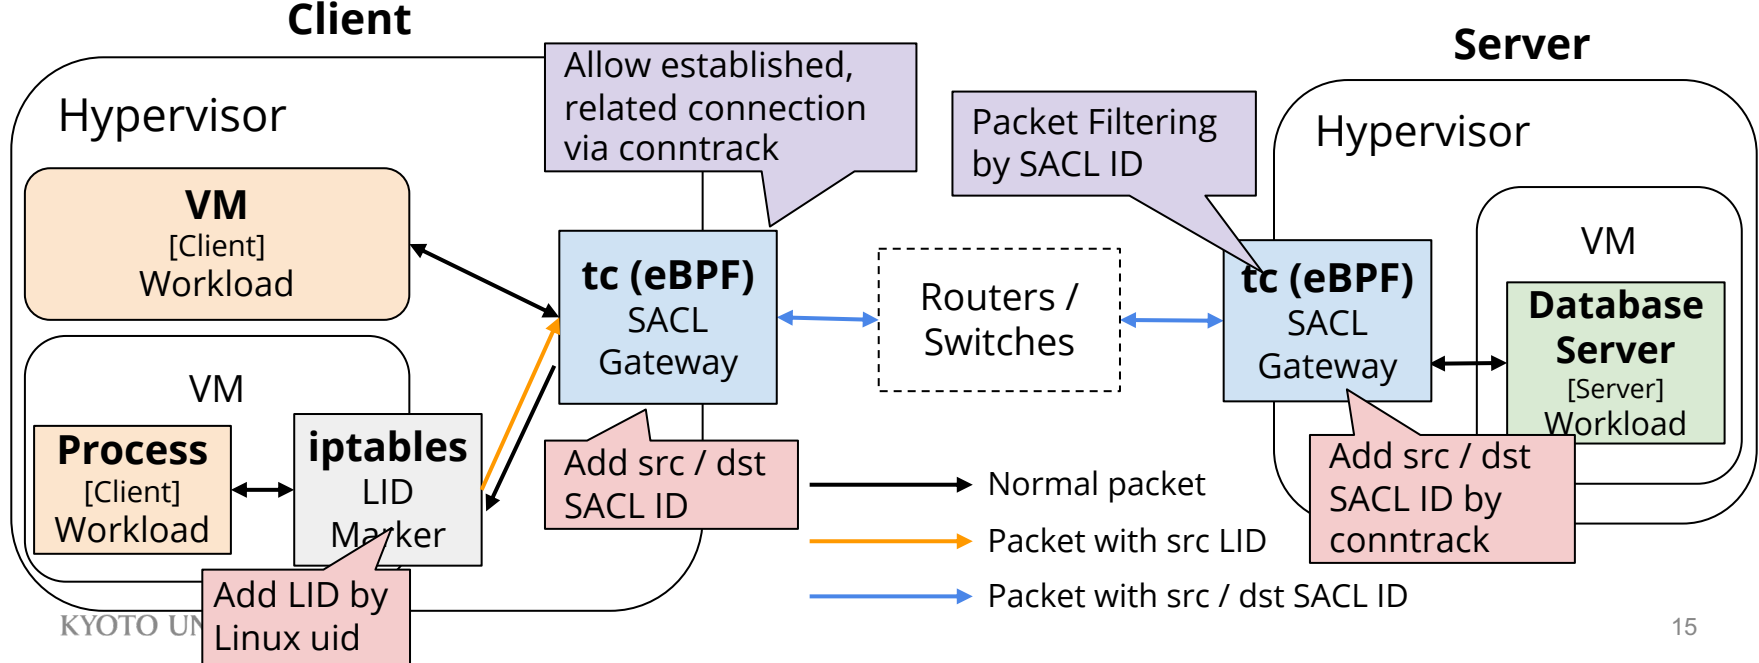 Client
Server
Hypervisor
Allow established,
related connection
via conntrack
Packet Filtering
by SACL ID
Hypervisor
VM
[Client]
Workload
VM
tc (eBPF)
SACL
Gateway
Routers /
Switches
tc (eBPF)
SACL
Gateway
Database
Server
[Server]
Workload
VM
Process
[Client]
Workload
iptables
LID
Marker
Add src / dst
SACL ID
Add src / dst
SACL ID by
conntrack
Normal packet
Packet with src LID
Packet with src / dst SACL ID
Add LID by
Linux uid
KYOTO
15